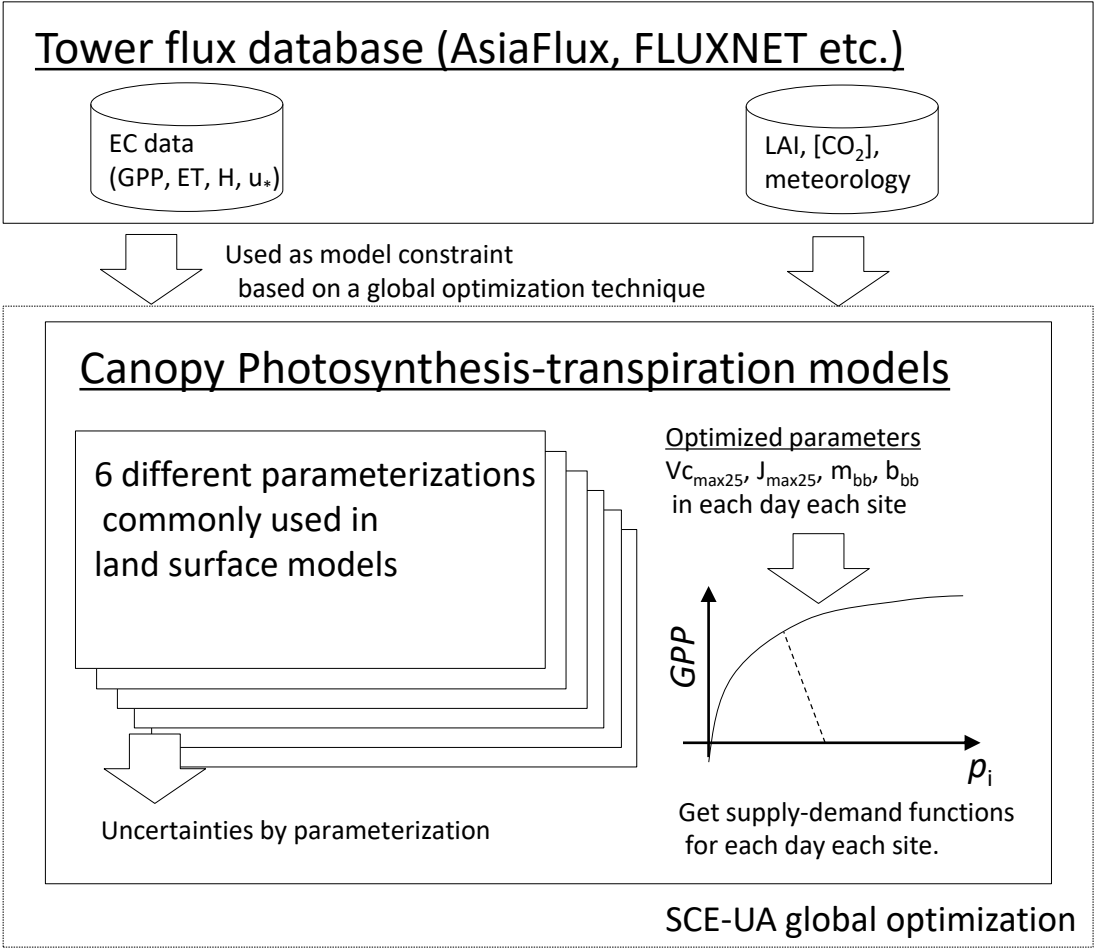 Tower flux database (AsiaFlux, FLUXNET etc.)
EC data
(GPP, ET, H, u*)
LAI, [CO₂],
meteorology
Used as model constraint
based on a global optimization technique
Canopy Photosynthesis-transpiration models
6 different parameterizations
commonly used in
land surface models
Uncertainties by parameterization
Optimized parameters
Vcₘₐₓ₂₅, Jₘₐₓ₂₅, m_bb, b_bb
in each day each site
GPP
pᵢ
Get supply-demand functions
for each day each site.
SCE-UA global optimization